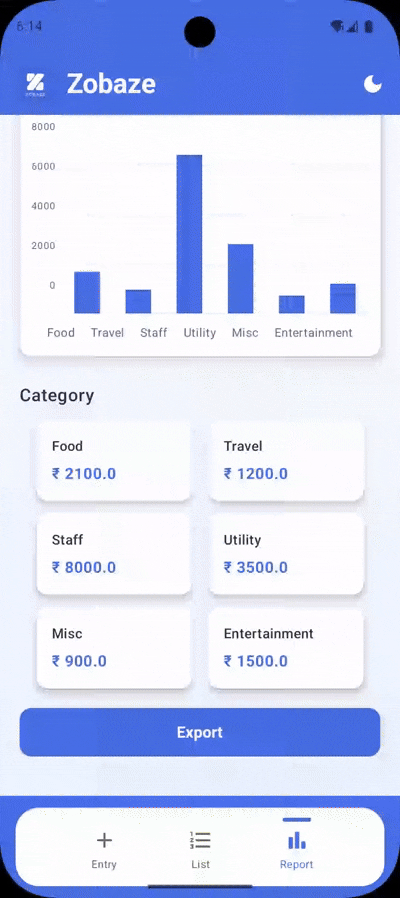 6:14
Zobaze
8000
6000
4000
2000
0
Food Travel Staff Utility Misc Entertainment
Category
Food
₹ 2100.0
Travel
₹ 1200.0
Staff
₹ 8000.0
Utility
₹ 3500.0
Misc
₹ 900.0
Entertainment
₹ 1500.0
Export
Entry
List
Report